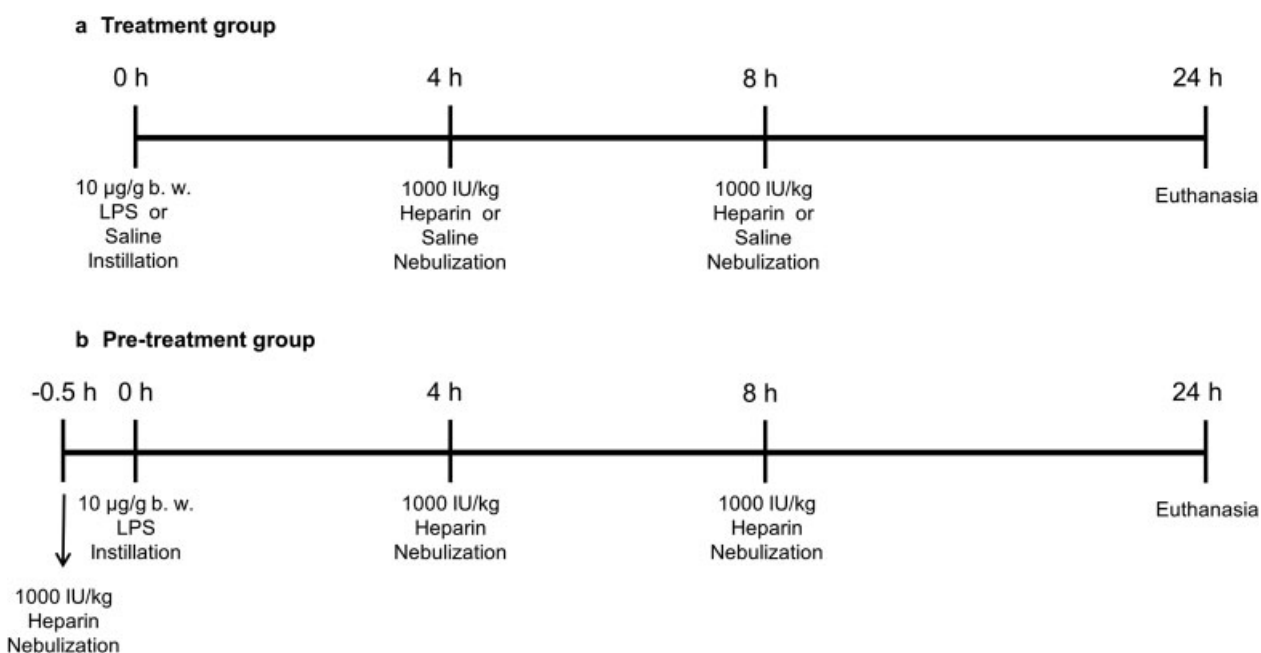 a Treatment group
0 h 4 h 8 h 24 h
10 µg/g b. w.
LPS or
Saline
Instillation
1000 IU/kg
Heparin or
Saline
Nebulization
1000 IU/kg
Heparin or
Saline
Nebulization
Euthanasia
b Pre-treatment group
-0.5 h 0 h 4 h 8 h 24 h
10 µg/g b. w.
LPS
Instillation
1000 IU/kg
Heparin
Nebulization
1000 IU/kg
Heparin
Nebulization
Euthanasia
1000 IU/kg
Heparin
Nebulization